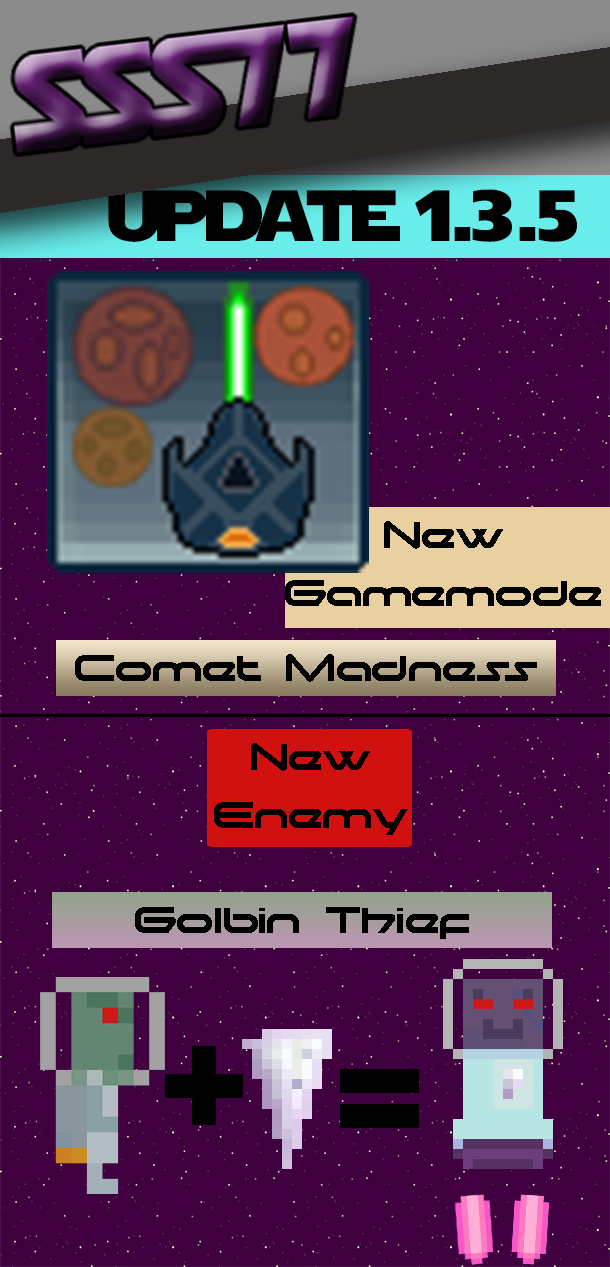 SSS77
UPDATE 1.3.5
New
Gamemode
Comet Madness
New
Enemy
Golbin Thief